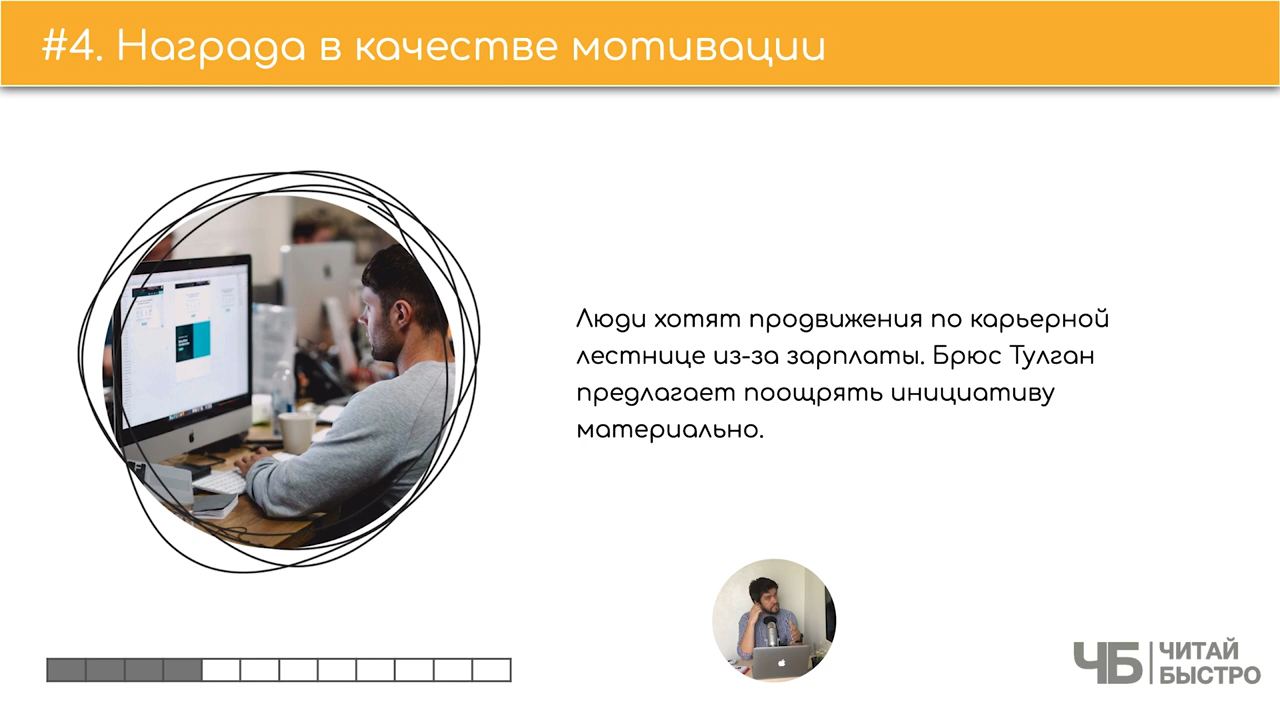 #4. Награда в качестве мотивации
Люди хотят продвижения по карьерной
лестнице из-за зарплаты. Брюс Тулган
предлагает поощрять инициативу
материально.
ЧБ
ЧИТАЙ
БЫСТРО